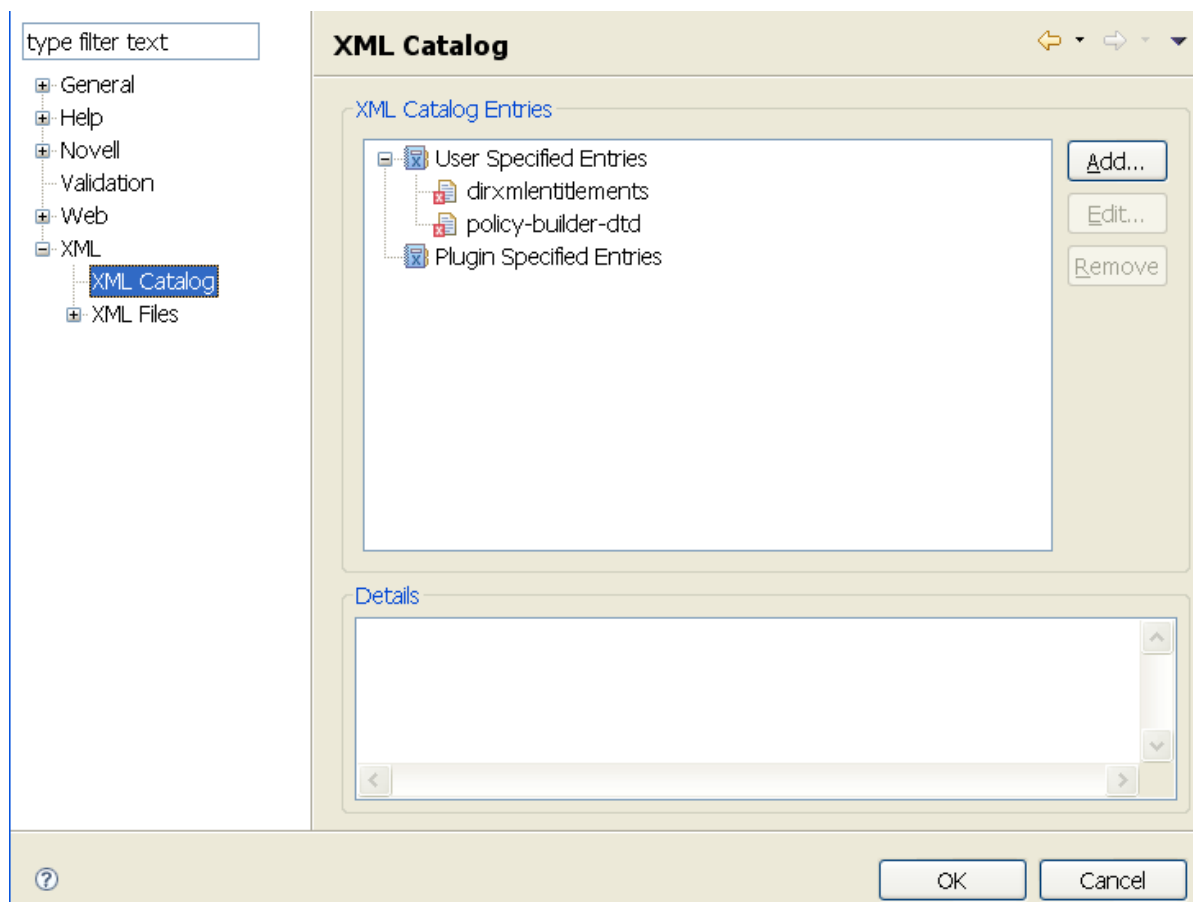 type filter text
General
Help
Novell
Validation
Web
XML
XML Catalog
XML Files
XML Catalog
XML Catalog Entries
User Specified Entries
dirxmlentitlements
policy-builder-dtd
Plugin Specified Entries
Add...
Edit...
Remove
Details
OK
Cancel